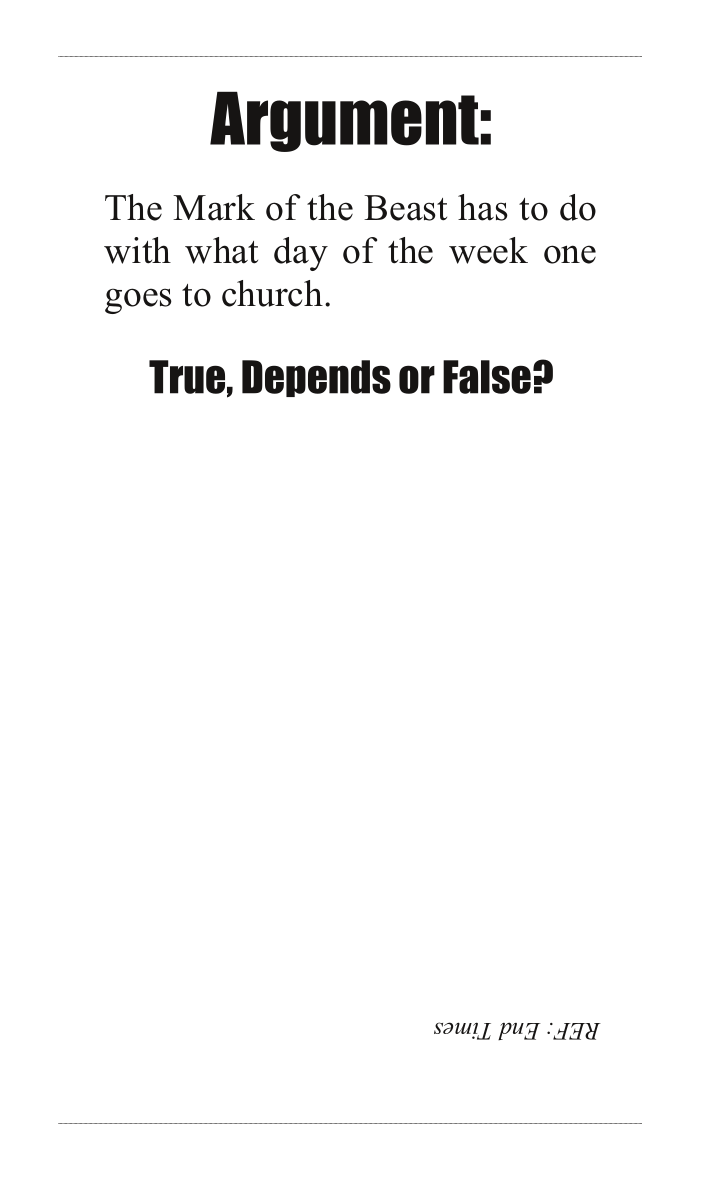 Argument:
The Mark of the Beast has to do
with what day of the week one
goes to church.
True, Depends or False?
REF: End Times